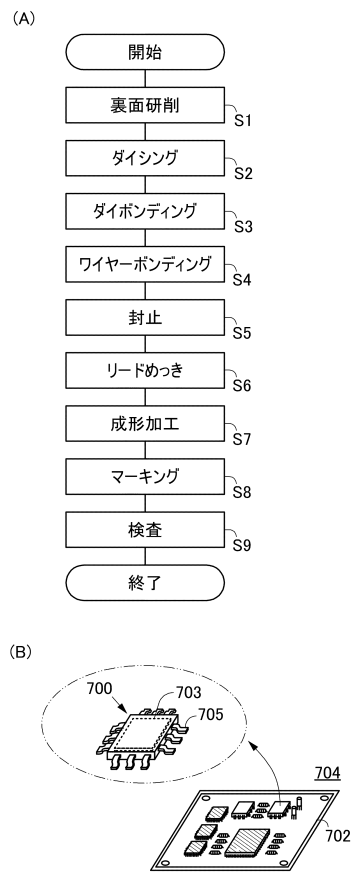 (A)
開始
裏面研削
S1
ダイシング
S2
ダイボンディング
S3
ワイヤーボンディング
S4
封止
S5
リードめっき
S6
成形加工
S7
マーキング
S8
検査
S9
終了
(B)
700
703
705
704
702